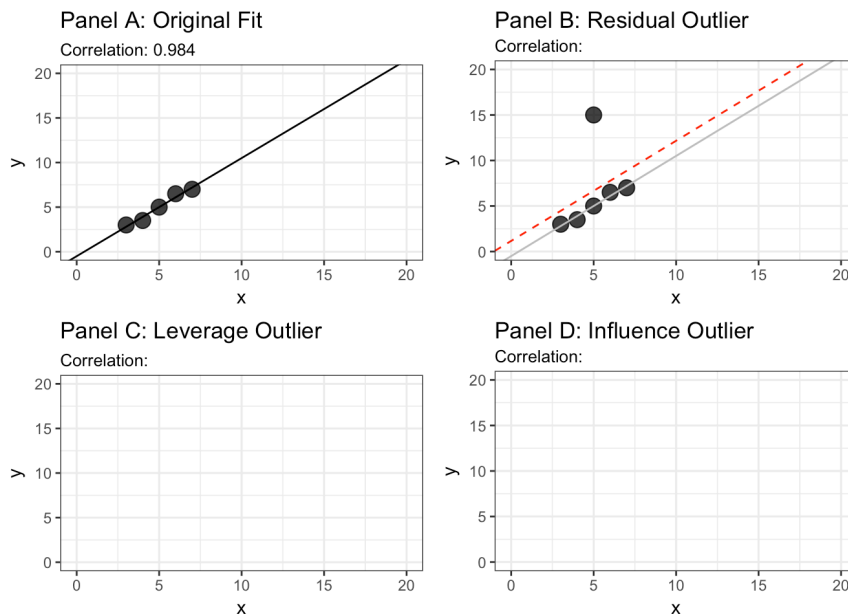 Panel A: Original Fit
Correlation: 0.984
20
15
10
5
0
y
0 5 10 15 20
x
Panel B: Residual Outlier
Correlation:
20
15
10
5
0
y
0 5 10 15 20
x
Panel C: Leverage Outlier
Correlation:
20
15
10
5
0
y
0 5 10 15 20
x
Panel D: Influence Outlier
Correlation:
20
15
10
5
0
y
0 5 10 15 20
x